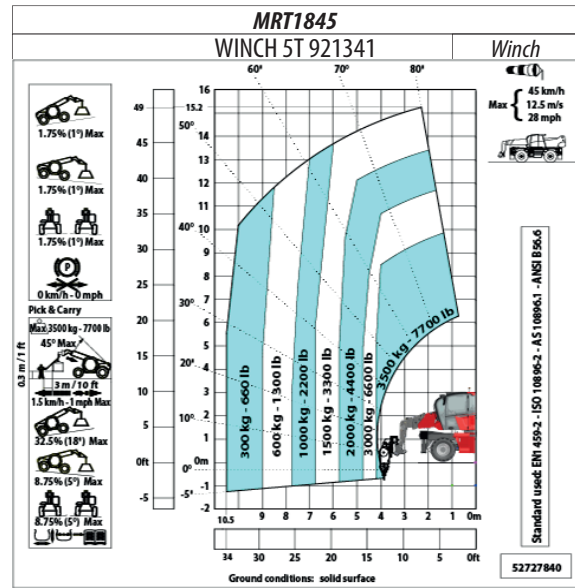 MRT1845
WINCH 5T 921341
Winch
1.75% (1°) Max
1.75% (1°) Max
1.75% (1°) Max
P
0 km/h - 0 mph
Pick & Carry
Max 3500 kg - 7700 lb
45° Max
0.3 m / 1 ft
3 m / 10 ft
1.5 km/h - 1 mph Max
32.5% (18°) Max
8.75% (5°) Max
8.75% (5°) Max
49
45
40
35
30
25
20
15
10
5
0ft
-5
16
15.2
14
13
12
11
10
9
8
7
6
5
4
3
2
1
0m
-1
-2
60°
70°
80°
50°
40°
30°
20°
10°
0°
-5°
300 kg - 660 lb
600 kg - 1300 lb
1000 kg - 2200 lb
1500 kg - 3300 lb
2000 kg - 4400 lb
3000 kg - 6600 lb
3500 kg - 7700 lb
10.5 9 8 7 6 5 4 3 2 1 0m
34 30 25 20 15 10 5 0ft
Ground conditions: solid surface
Max
45 km/h
12.5 m/s
28 mph
Standard used: EN1459-2 - ISO 10896-2 - AS 10896.1 - ANSI B56.6
52727840